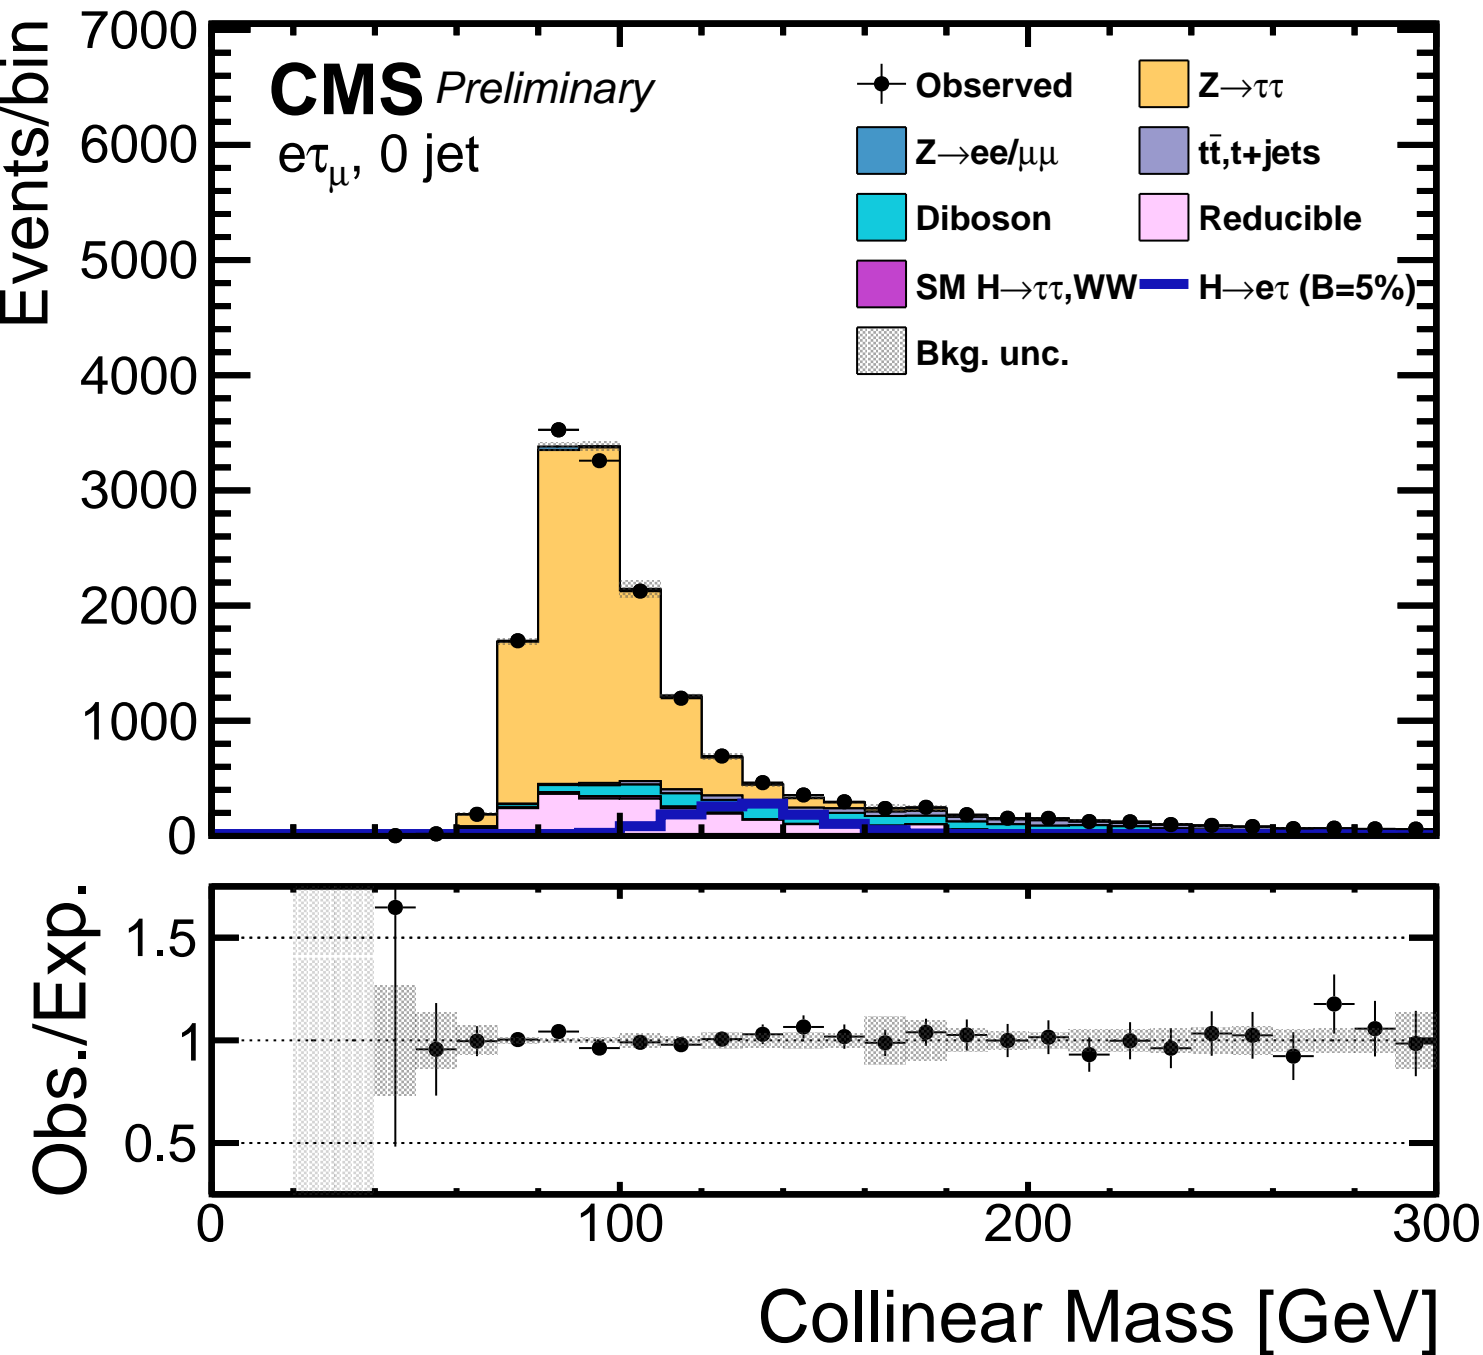 Events/bin
7000
6000
5000
4000
3000
2000
1000
0
CMS Preliminary
eτμ, 0 jet
Observed
Z→ττ
Z→ee/μμ
tt̄,t+jets
Diboson
Reducible
SM H→ττ,WW
H→eτ (B=5%)
Bkg. unc.
Obs./Exp.
1.5
1
0.5
0 100 200 300
Collinear Mass [GeV]